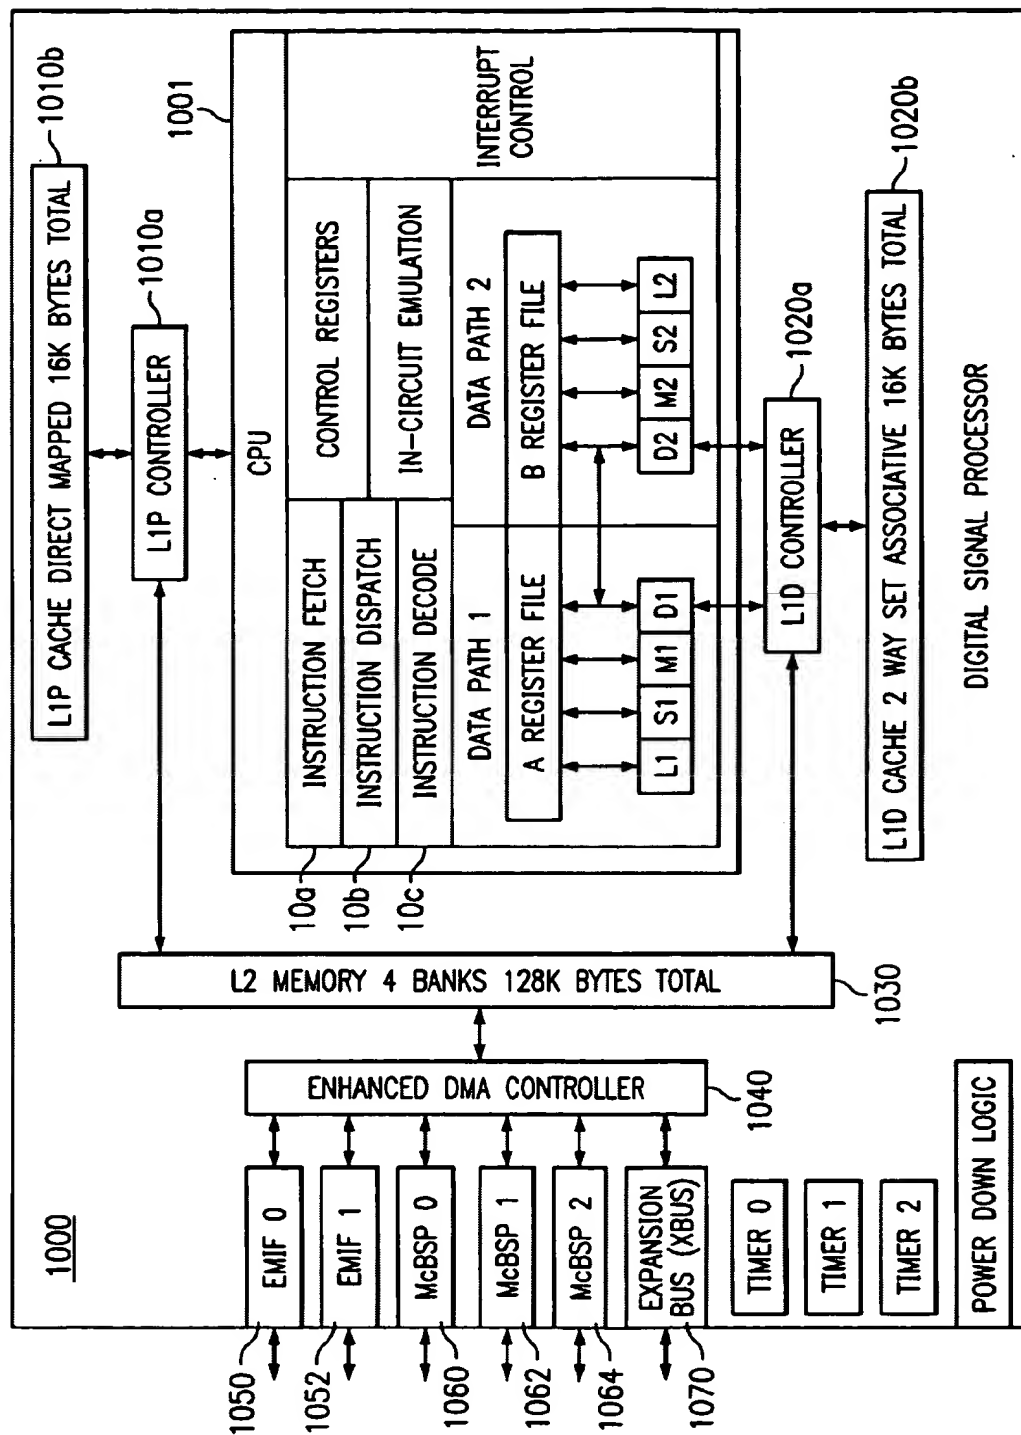 1000
L1P CACHE DIRECT MAPPED 16K BYTES TOTAL
1010b
L1P CONTROLLER
1010a
1001
CPU
INSTRUCTION FETCH
INSTRUCTION DISPATCH
INSTRUCTION DECODE
10a
10b
10c
CONTROL REGISTERS
IN-CIRCUIT EMULATION
INTERRUPT
CONTROL
DATA PATH 1
DATA PATH 2
A REGISTER FILE
B REGISTER FILE
L1
S1
M1
D1
D2
M2
S2
L2
L1D CONTROLLER
1020a
L1D CACHE 2 WAY SET ASSOCIATIVE 16K BYTES TOTAL
1020b
DIGITAL SIGNAL PROCESSOR
L2 MEMORY 4 BANKS 128K BYTES TOTAL
1030
ENHANCED DMA CONTROLLER
1040
EMIF 0
1050
EMIF 1
1052
McBSP 0
1060
McBSP 1
1062
McBSP 2
1064
EXPANSION
BUS (XBUS)
1070
TIMER 0
TIMER 1
TIMER 2
POWER DOWN LOGIC